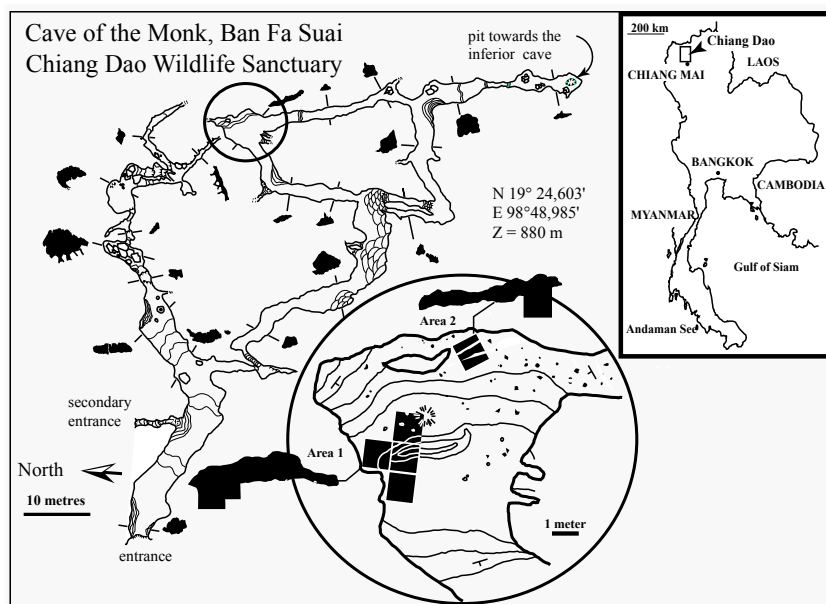 Cave of the Monk, Ban Fa Suai
Chiang Dao Wildlife Sanctuary
pit towards the
inferior cave
N 19° 24,603'
E 98°48,985'
Z = 880 m
secondary
entrance
North
10 metres
entrance
Area 1
Area 2
1 meter
200 km
Chiang Dao
CHIANG MAI
LAOS
BANGKOK
CAMBODIA
MYANMAR
Gulf of Siam
Andaman See